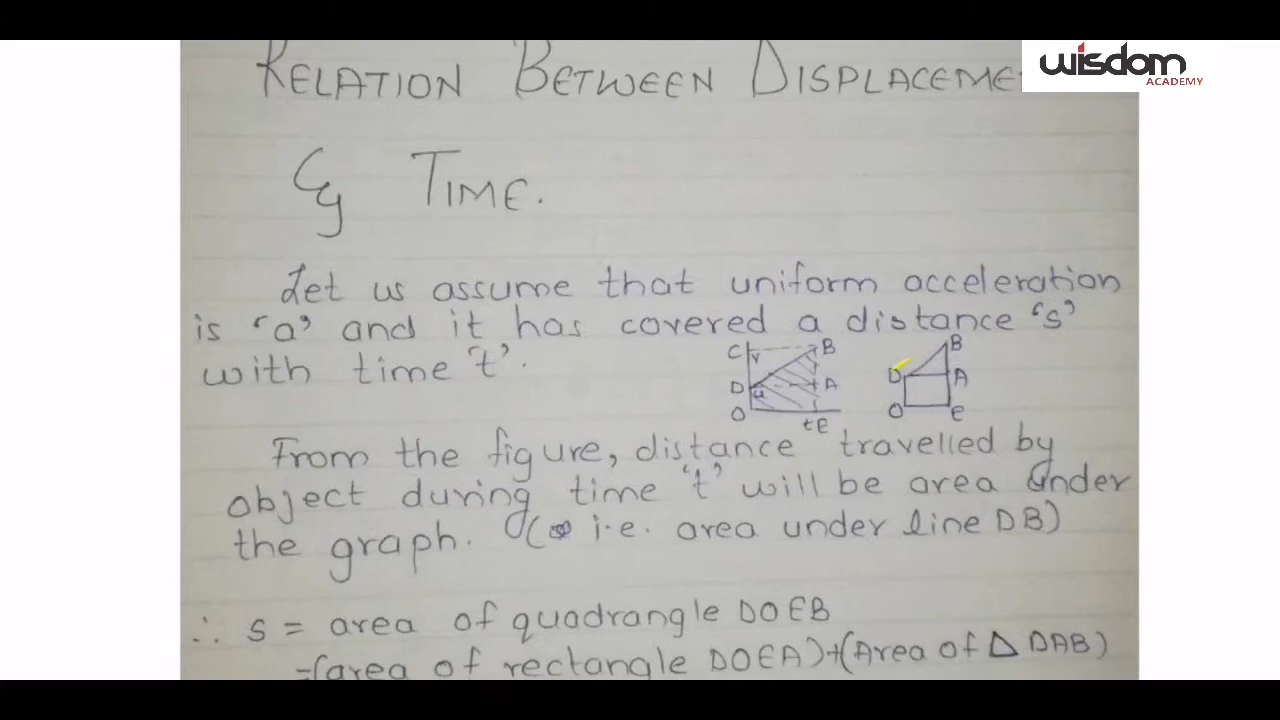 wisdom
ACADEMY
RELATION BETWEEN DISPLACEME
& TIME.
Let us assume that uniform acceleration
is 'a' and it has covered a distance 's'
with time 't'.
C V B
D u A
O t E
B
D A
O E
From the figure, distance travelled by
object during time 't' will be area under
the graph. (i.e. area under line DB)
∴ s = area of quadrangle DOEB
=(area of rectangle DOEA)+(Area of △ DAB)